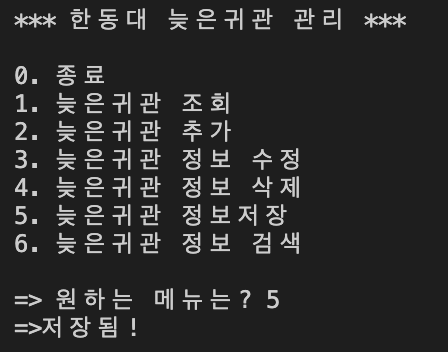 *** 한동대 늦은귀관 관리 ***
0. 종료
1. 늦은귀관 조회
2. 늦은귀관 추가
3. 늦은귀관 정보 수정
4. 늦은귀관 정보 삭제
5. 늦은귀관 정보저장
6. 늦은귀관 정보 검색
=> 원하는 메뉴는? 5
=>저장됨!